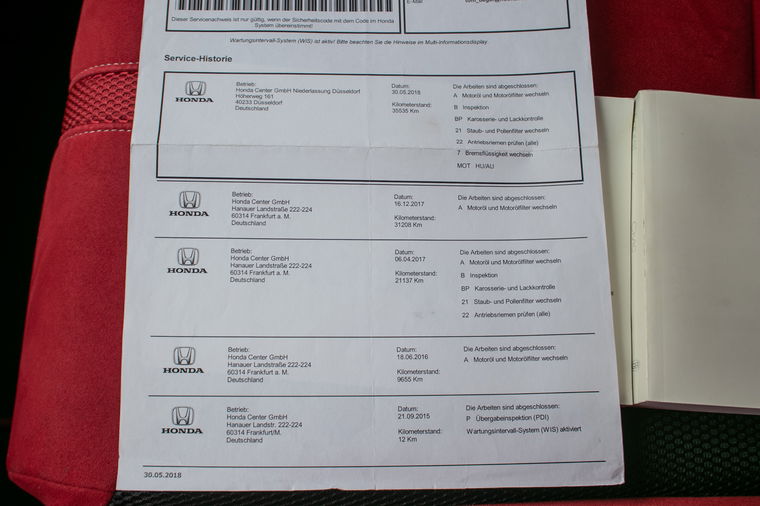 E-Mail:
Dieser Servicenachweis ist nur gültig, wenn der Sicherheitscode mit dem Code im Honda
System übereinstimmt!
Wartungsintervall-System (WIS) ist aktiv! Bitte beachten Sie die Hinweise im Multi-Informationsdisplay
Service-Historie
HONDA
Betrieb:
Honda Center GmbH Niederlassung Düsseldorf
Höherweg 161
40233 Düsseldorf
Deutschland
Datum:
30.05.2018
Kilometerstand:
35535 Km
Die Arbeiten sind abgeschlossen:
A Motoröl und Motorölfilter wechseln
B Inspektion
BP Karosserie- und Lackkontrolle
21 Staub- und Pollenfilter wechseln
22 Antriebsriemen prüfen (alle)
7 Bremsflüssigkeit wechseln
MOT HU/AU
HONDA
Betrieb:
Honda Center GmbH
Hanauer Landstraße 222-224
60314 Frankfurt a. M.
Deutschland
Datum:
16.12.2017
Kilometerstand:
31208 Km
Die Arbeiten sind abgeschlossen:
A Motoröl und Motorölfilter wechseln
HONDA
Betrieb:
Honda Center GmbH
Hanauer Landstraße 222-224
60314 Frankfurt a. M.
Deutschland
Datum:
06.04.2017
Kilometerstand:
21137 Km
Die Arbeiten sind abgeschlossen:
A Motoröl und Motorölfilter wechseln
B Inspektion
BP Karosserie- und Lackkontrolle
21 Staub- und Pollenfilter wechseln
22 Antriebsriemen prüfen (alle)
HONDA
Betrieb:
Honda Center GmbH
Hanauer Landstraße 222-224
60314 Frankfurt a. M.
Deutschland
Datum:
18.06.2016
Kilometerstand:
9655 Km
Die Arbeiten sind abgeschlossen:
A Motoröl und Motorölfilter wechseln
HONDA
Betrieb:
Honda Center GmbH
Hanauer Landstr. 222-224
60314 Frankfurt/M.
Deutschland
Datum:
21.09.2015
Kilometerstand:
12 Km
Die Arbeiten sind abgeschlossen:
P Übergabeinspektion (PDI)
Wartungsintervall-System (WIS) aktiviert
30.05.2018